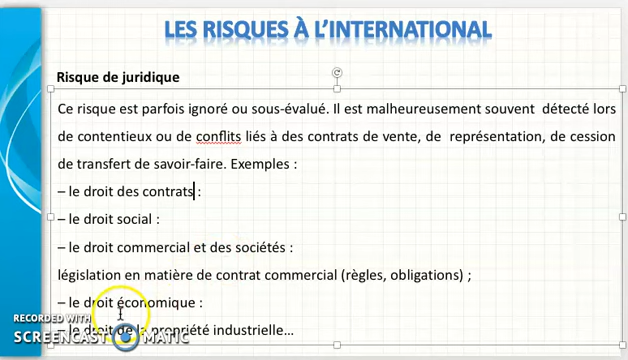 LES RISQUES À L'INTERNATIONAL
Risque de juridique
Ce risque est parfois ignoré ou sous-évalué. Il est malheureusement souvent détecté lors
de contentieux ou de conflits liés à des contrats de vente, de représentation, de cession
de transfert de savoir-faire. Exemples :
– le droit des contrats :
– le droit social :
– le droit commercial et des sociétés :
législation en matière de contrat commercial (règles, obligations) ;
– le droit économique :
– le droit de la propriété industrielle…
RECORDED WITH
SCREENCAST MATIC